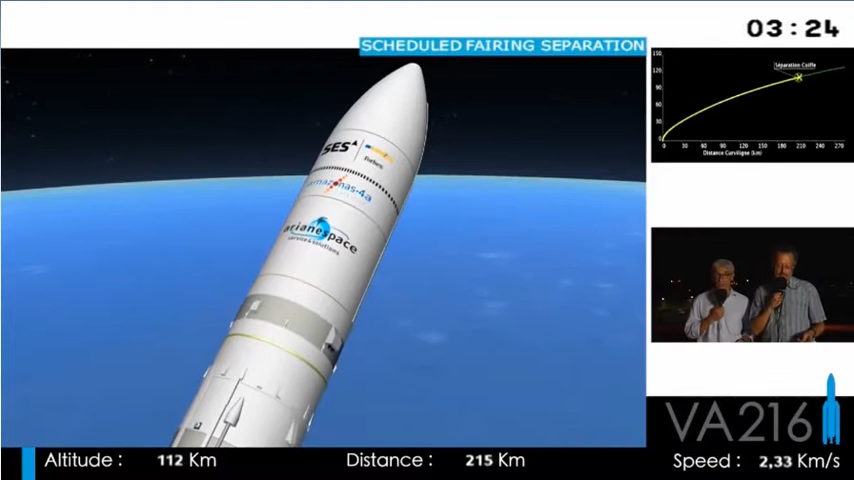 03:24
SCHEDULED FAIRING SEPARATION
150
Séparation Coiffe
120
90
60
30
0
0 30 60 90 120 150 180 210 240 270
Distance Curviligne (km)
SES
arianespace
service & solutions
VA216
Altitude : 112 Km
Distance : 215 Km
Speed : 2,33 Km/s